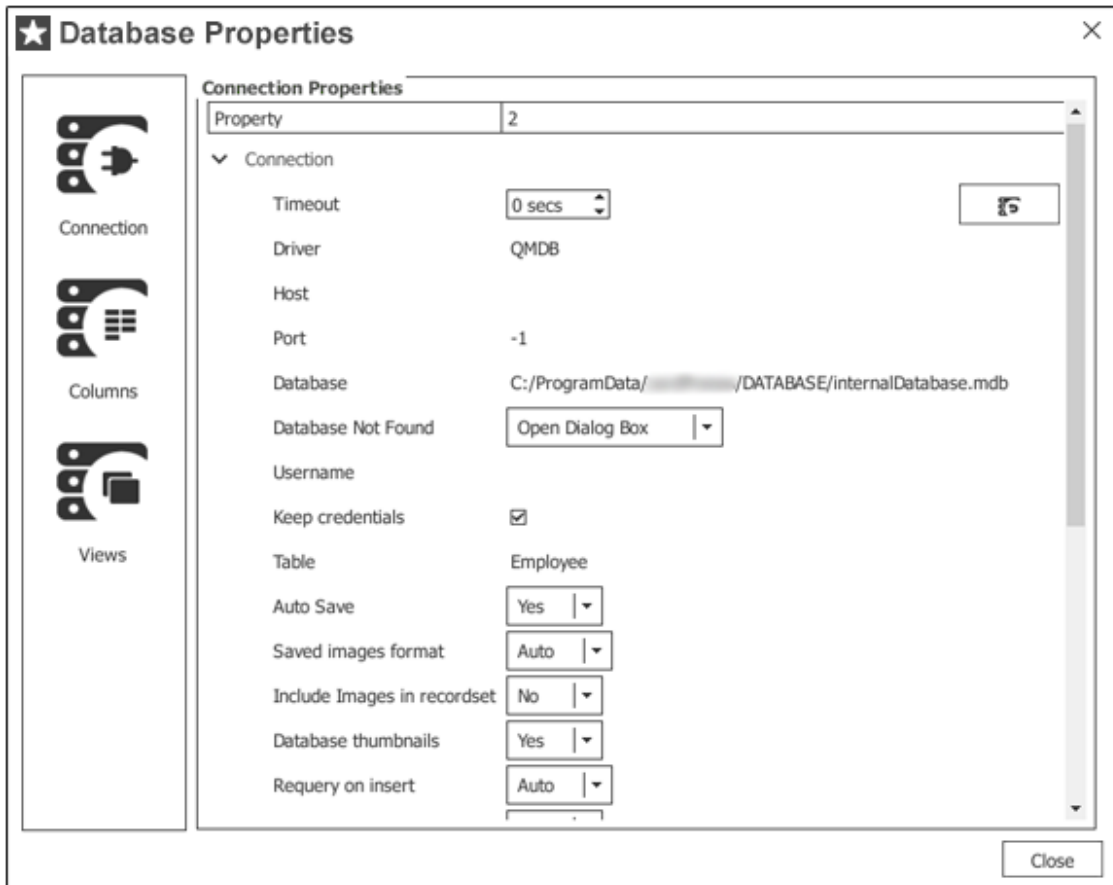 Database Properties
Connection Properties
Property 2
Connection
Timeout 0 secs
Driver QMDB
Host
Port -1
Database C:/ProgramData/ /DATABASE/internalDatabase.mdb
Database Not Found Open Dialog Box
Username
Keep credentials
Table Employee
Auto Save Yes
Saved images format Auto
Include Images in recordset No
Database thumbnails Yes
Requery on insert Auto
Connection
Columns
Views
Close